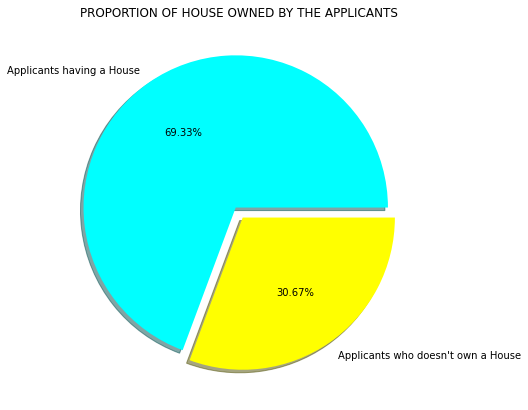 PROPORTION OF HOUSE OWNED BY THE APPLICANTS
Applicants having a House
69.33%
30.67%
Applicants who doesn't own a House